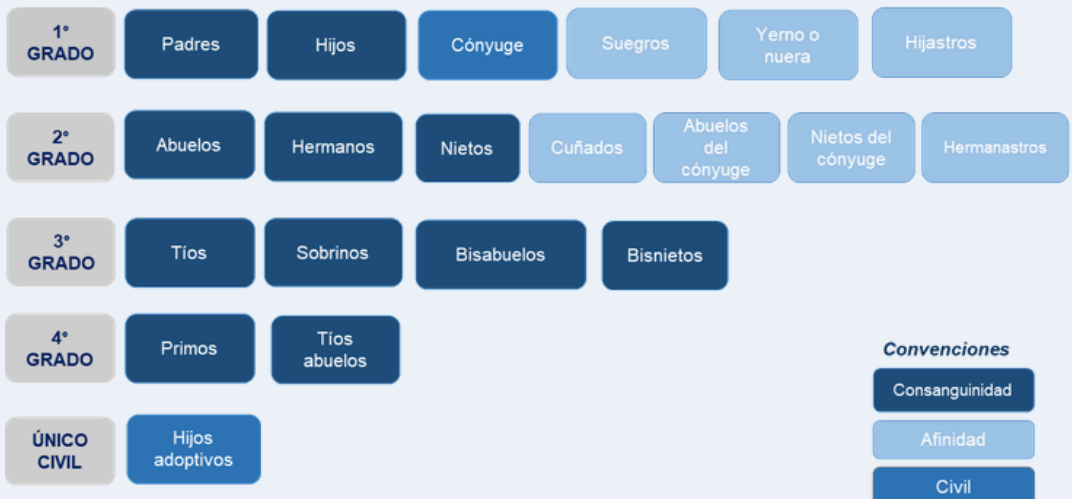 1°
GRADO
Padres
Hijos
Cónyuge
Suegros
Yerno o
nuera
Hijastros
2°
GRADO
Abuelos
Hermanos
Nietos
Cuñados
Abuelos
del
cónyuge
Nietos del
cónyuge
Hermanastros
3°
GRADO
Tíos
Sobrinos
Bisabuelos
Bisnietos
4°
GRADO
Primos
Tíos
abuelos
ÚNICO
CIVIL
Hijos
adoptivos
Convenciones
Consanguinidad
Afinidad
Civil